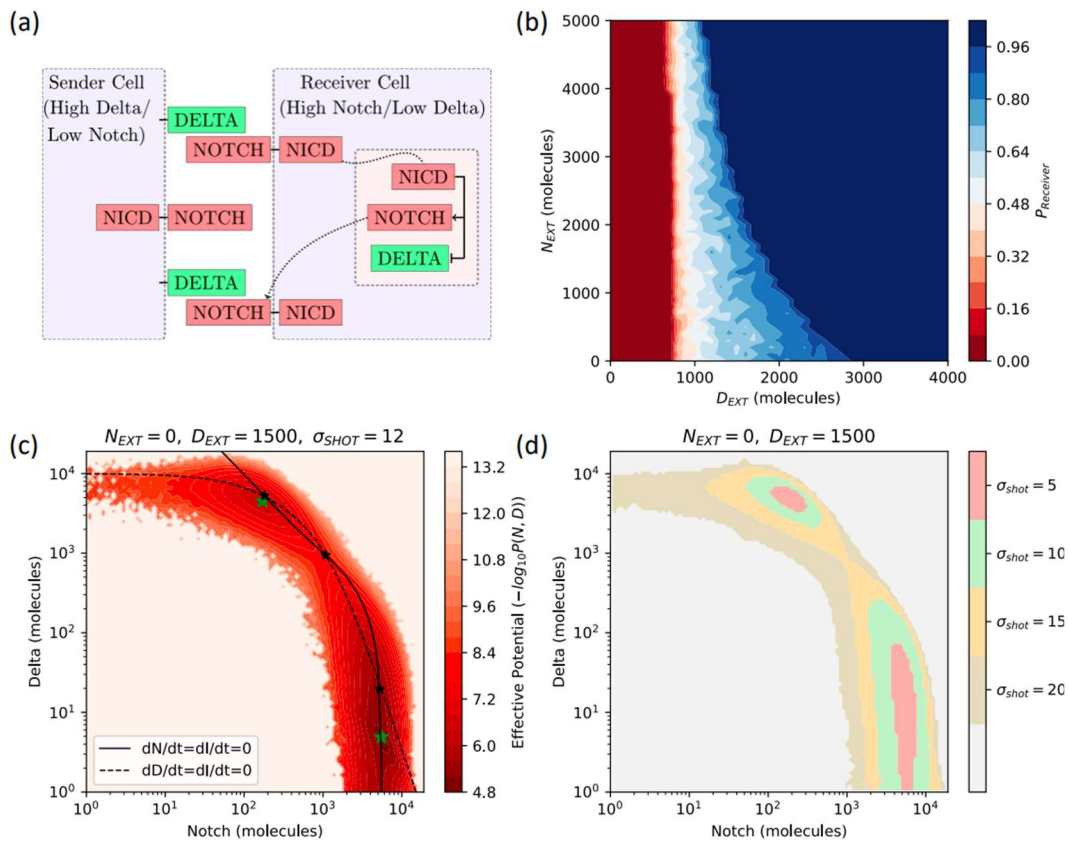 (a)
Sender Cell
(High Delta/
Low Notch)
Receiver Cell
(High Notch/Low Delta)
DELTA
NOTCH NICD
NICD
NICD NOTCH
NOTCH
DELTA
DELTA
NOTCH NICD
(b)
5000
4000
3000
2000
1000
0
N_EXT (molecules)
0 1000 2000 3000 4000
D_EXT (molecules)
0.96
0.80
0.64
0.48
0.32
0.16
0.00
P_Receiver
(c)
N_EXT = 0, D_EXT = 1500, σ_SHOT = 12
10^4
10^3
10^2
10^1
10^0
Delta (molecules)
dN/dt=dI/dt=0
dD/dt=dI/dt=0
10^0 10^1 10^2 10^3 10^4
Notch (molecules)
13.2
12.0
10.8
9.6
8.4
7.2
6.0
4.8
Effective Potential (−log_10P(N, D))
(d)
N_EXT = 0, D_EXT = 1500
10^4
10^3
10^2
10^1
10^0
Delta (molecules)
10^0 10^1 10^2 10^3 10^4
Notch (molecules)
σ_shot = 5
σ_shot = 10
σ_shot = 15
σ_shot = 20